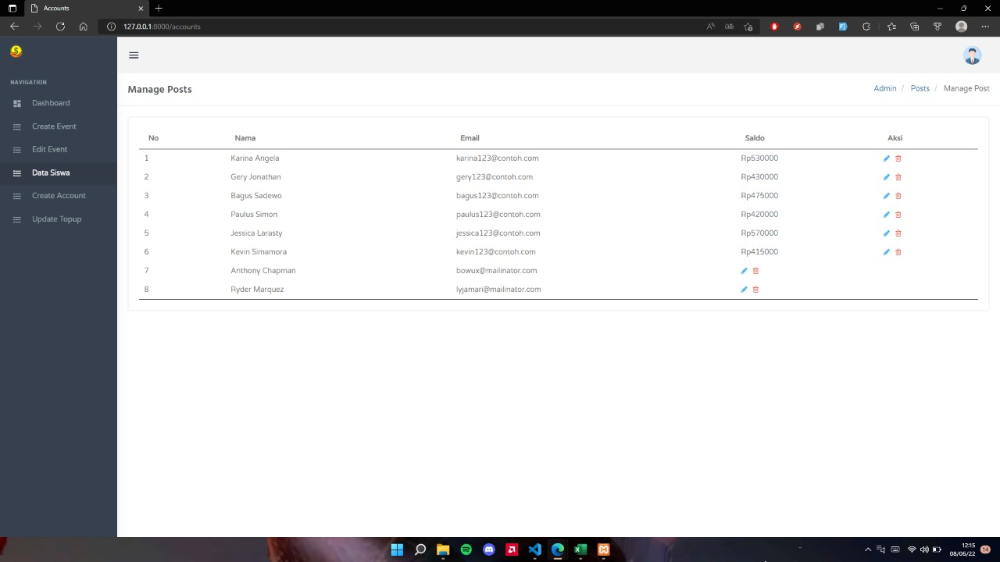 Accounts
127.0.0.1:8000/accounts
NAVIGATION
Dashboard
Create Event
Edit Event
Data Siswa
Create Account
Update Topup
Manage Posts
Admin / Posts / Manage Post
No Nama Email Saldo Aksi
1 Karina Angela karina123@contoh.com Rp530000
2 Gery Jonathan gery123@contoh.com Rp430000
3 Bagus Sadewo bagus123@contoh.com Rp475000
4 Paulus Simon paulus123@contoh.com Rp420000
5 Jessica Larasty jessica123@contoh.com Rp570000
6 Kevin Simamora kevin123@contoh.com Rp415000
7 Anthony Chapman bowux@mailinator.com
8 Ryder Marquez lyjamari@mailinator.com
12:15
08/06/22
14